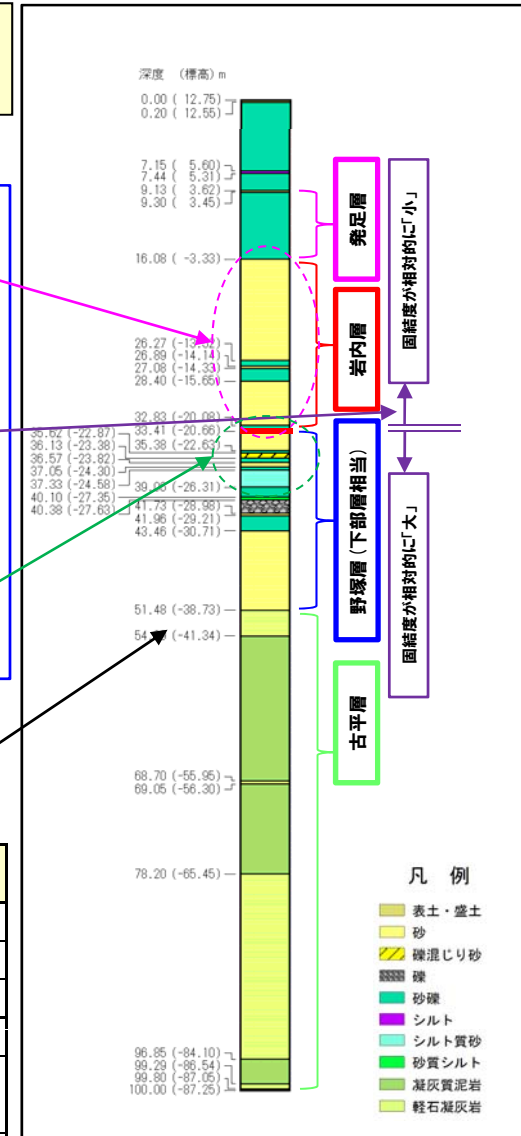 深度 (標高) m
0.00 ( 12.75)
0.20 ( 12.55)
7.15 ( 5.60)
7.44 ( 5.31)
9.13 ( 3.62)
9.30 ( 3.45)
16.08 ( -3.33)
26.27 (-13.52)
26.89 (-14.14)
27.08 (-14.33)
28.40 (-15.65)
32.83 (-20.08)
33.41 (-20.66)
35.38 (-22.63)
35.62 (-22.87)
36.13 (-23.38)
36.57 (-23.82)
37.05 (-24.30)
37.33 (-24.58)
(-26.31)
40.10 (-27.35)
40.38 (-27.63)
41.73 (-28.98)
41.96 (-29.21)
43.46 (-30.71)
51.48 (-38.73)
(-41.34)
68.70 (-55.95)
69.05 (-56.30)
78.20 (-65.45)
96.85 (-84.10)
99.29 (-86.54)
99.80 (-87.05)
100.00 (-87.25)
発足層
岩内層
野塚層(下部層相当)
古平層
固結度が相対的に「小」
固結度が相対的に「大」
凡 例
表土・盛土
砂
礫混じり砂
礫
砂礫
シルト
シルト質砂
砂質シルト
凝灰質泥岩
軽石凝灰岩